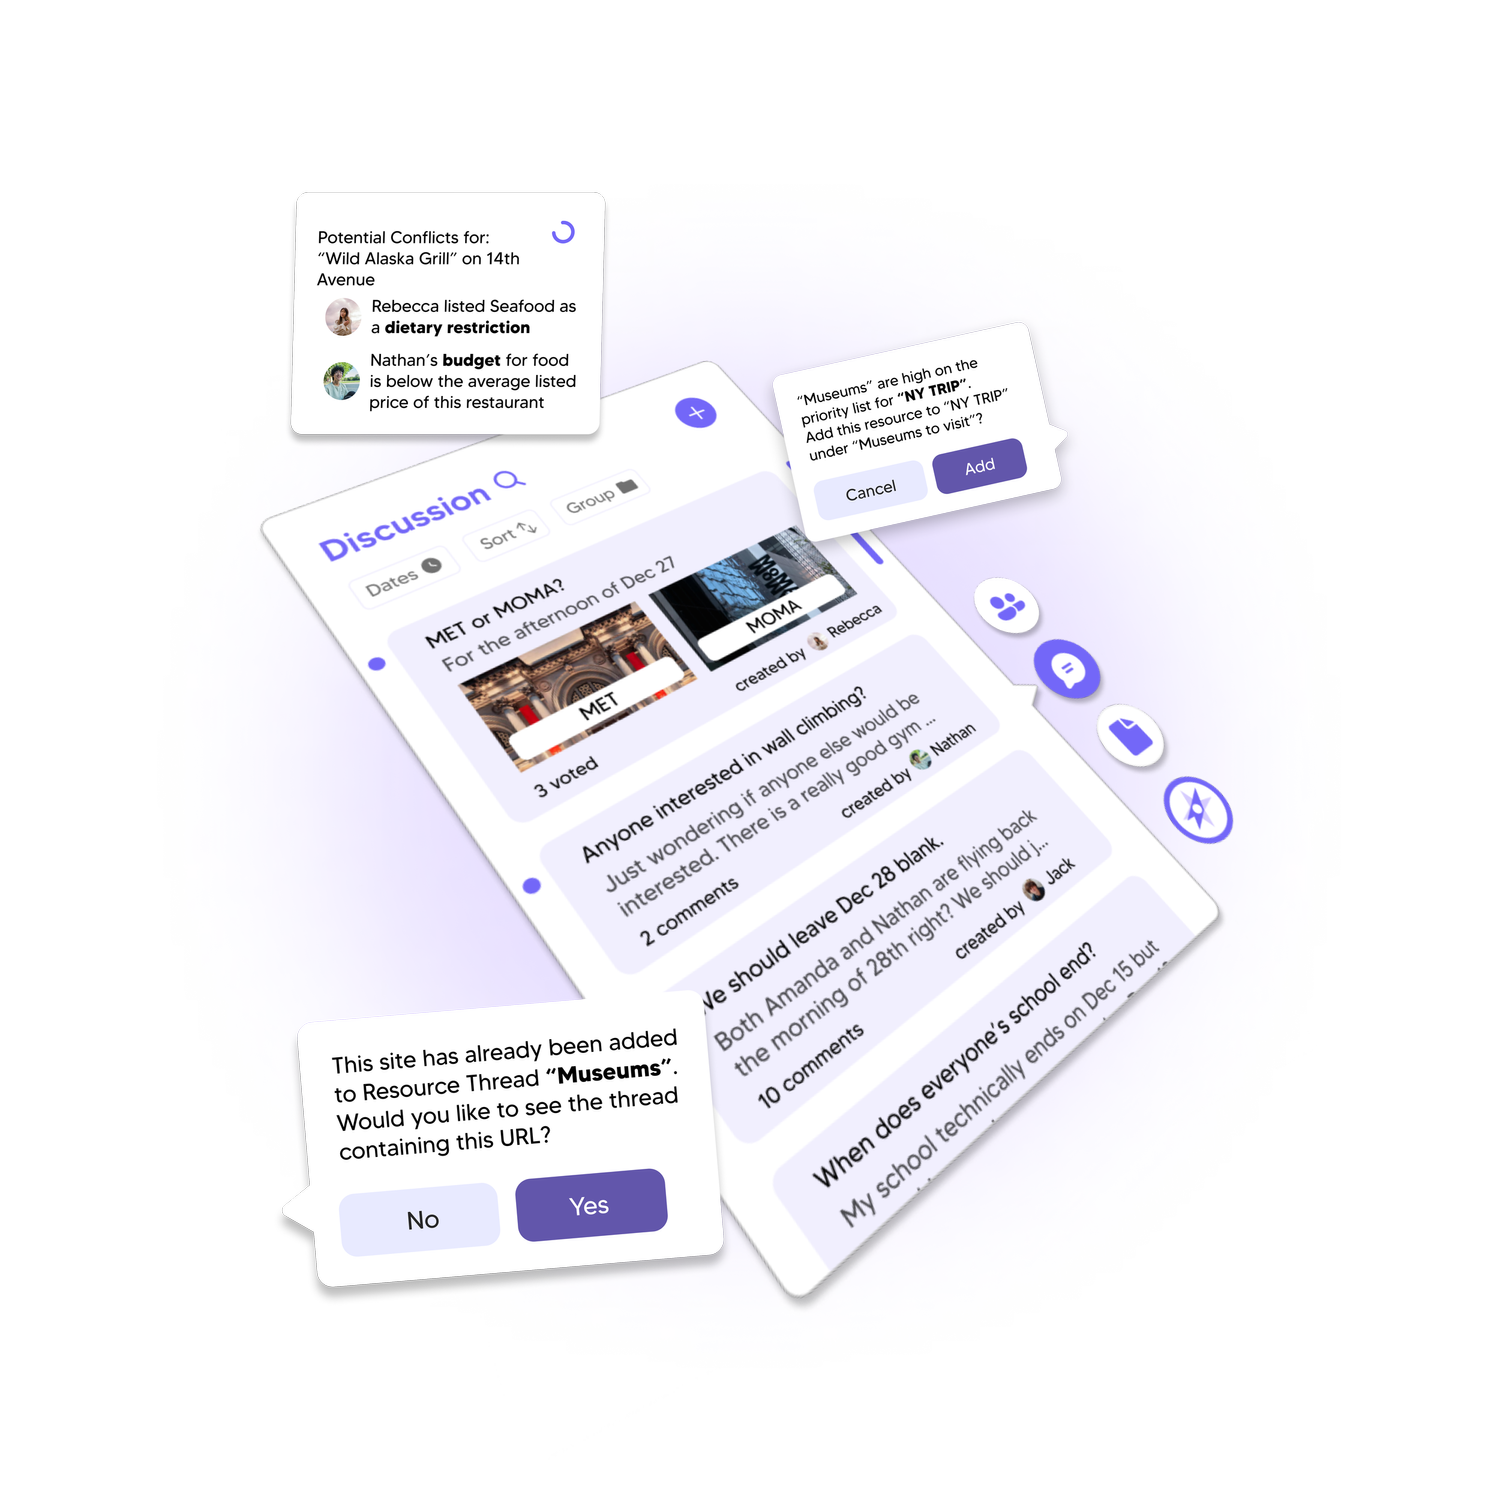 Potential Conflicts for:
“Wild Alaska Grill” on 14th
Avenue
Rebecca listed Seafood as
a dietary restriction
Nathan’s budget for food
is below the average listed
price of this restaurant
“Museums” are high on the
priority list for “NY TRIP”.
Add this resource to “NY TRIP”
under “Museums to visit”?
Cancel
Add
Discussion
Dates
Sort
Group
MET or MOMA?
For the afternoon of Dec 27
MET
MOMA
3 voted
created by Rebecca
Anyone interested in wall climbing?
Just wondering if anyone else would be
interested. There is a really good gym ...
2 comments
created by Nathan
We should leave Dec 28 blank.
Both Amanda and Nathan are flying back
the morning of 28th right? We should j...
10 comments
created by Jack
When does everyone’s school end?
My school technically ends on Dec 15 but
This site has already been added
to Resource Thread “Museums”.
Would you like to see the thread
containing this URL?
No
Yes